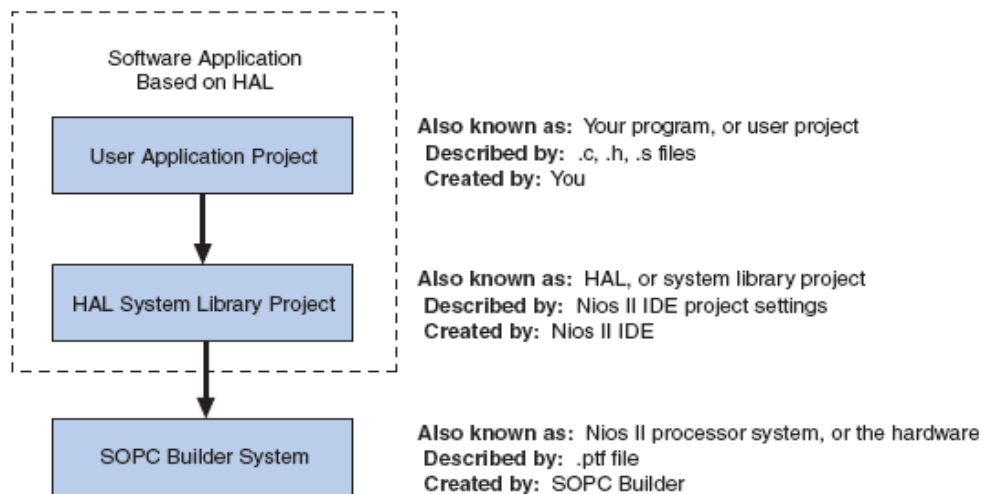 Software Application
Based on HAL
User Application Project
Also known as: Your program, or user project
Described by: .c, .h, .s files
Created by: You
HAL System Library Project
Also known as: HAL, or system library project
Described by: Nios II IDE project settings
Created by: Nios II IDE
SOPC Builder System
Also known as: Nios II processor system, or the hardware
Described by: .ptf file
Created by: SOPC Builder